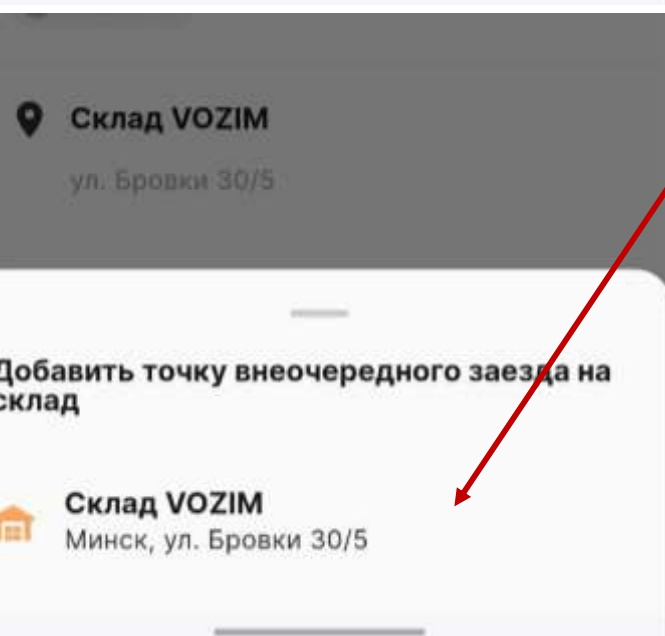 Склад VOZIM
ул. Бровки 30/5
Добавить точку внеочередного заезда на
склад
Склад VOZIM
Минск, ул. Бровки 30/5